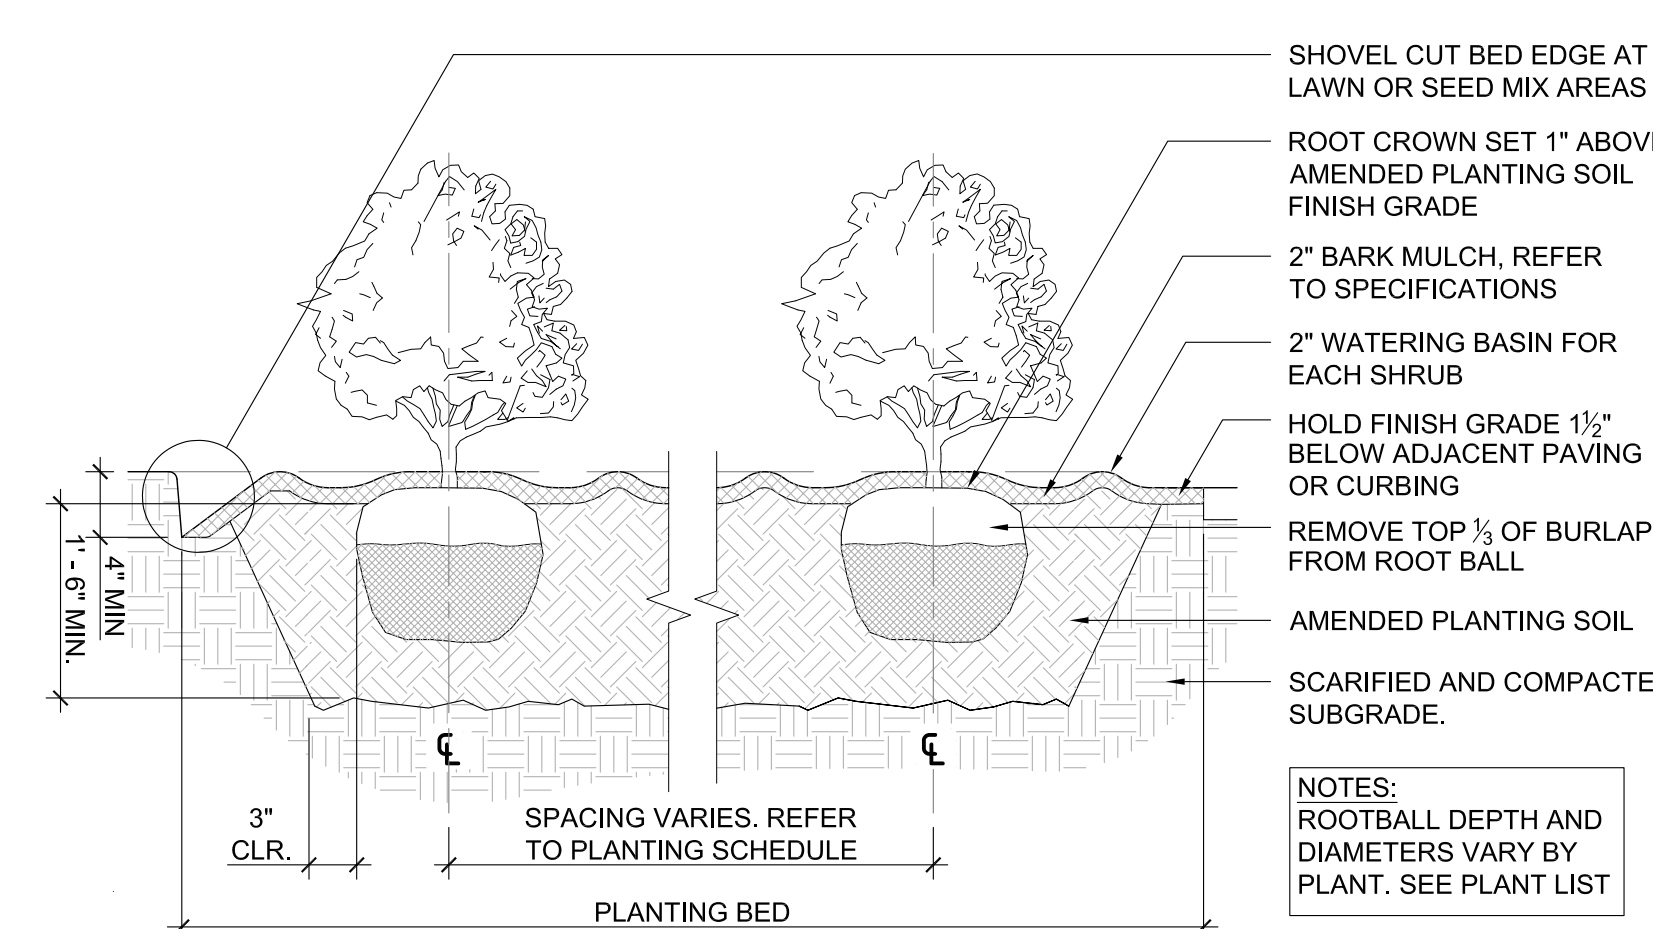 SHOVEL CUT BED EDGE AT
LAWN OR SEED MIX AREAS
ROOT CROWN SET 1" ABOV
AMENDED PLANTING SOIL
FINISH GRADE
2" BARK MULCH, REFER
TO SPECIFICATIONS
2" WATERING BASIN FOR
EACH SHRUB
HOLD FINISH GRADE 1½"
BELOW ADJACENT PAVING
OR CURBING
REMOVE TOP ⅓ OF BURLAP
FROM ROOT BALL
AMENDED PLANTING SOIL
SCARIFIED AND COMPACTE
SUBGRADE.
4" MIN
1' - 6" MIN.
℄
℄
3"
CLR.
SPACING VARIES. REFER
TO PLANTING SCHEDULE
PLANTING BED
NOTES:
ROOTBALL DEPTH AND
DIAMETERS VARY BY
PLANT. SEE PLANT LIST